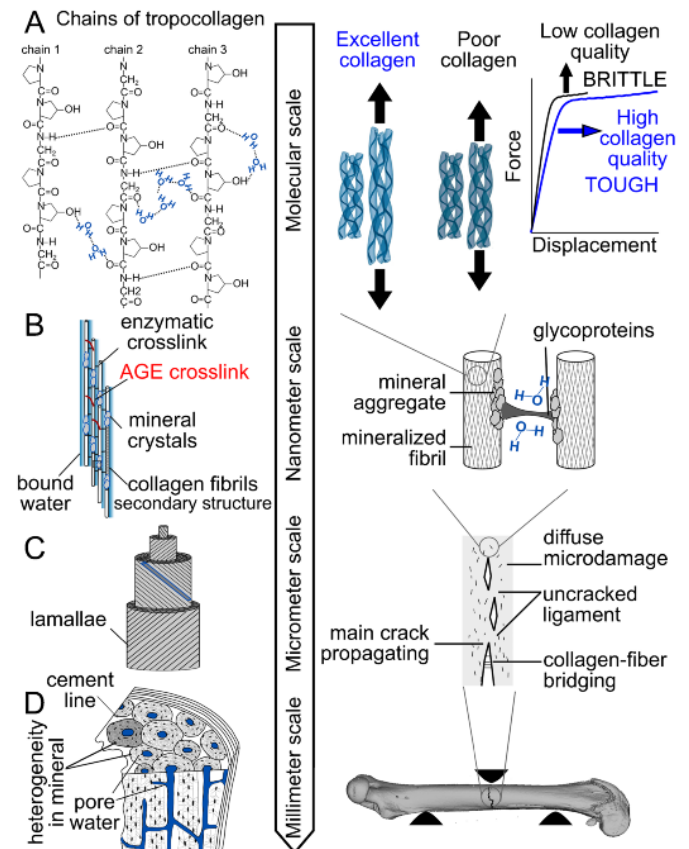 A
Chains of tropocollagen
chain 1
chain 2
chain 3
Molecular scale
Excellent
collagen
Poor
collagen
Low collagen
quality
BRITTLE
High
collagen
quality
TOUGH
Force
Displacement
B
enzymatic
crosslink
AGE crosslink
mineral
crystals
bound
water
collagen fibrils
secondary structure
Nanometer scale
glycoproteins
mineral
aggregate
mineralized
fibril
H
O
H
O
H
H
C
lamallae
Micrometer scale
diffuse
microdamage
uncracked
ligament
main crack
propagating
collagen-fiber
bridging
D
cement
line
heterogeneity
in mineral
pore
water
Millimeter scale